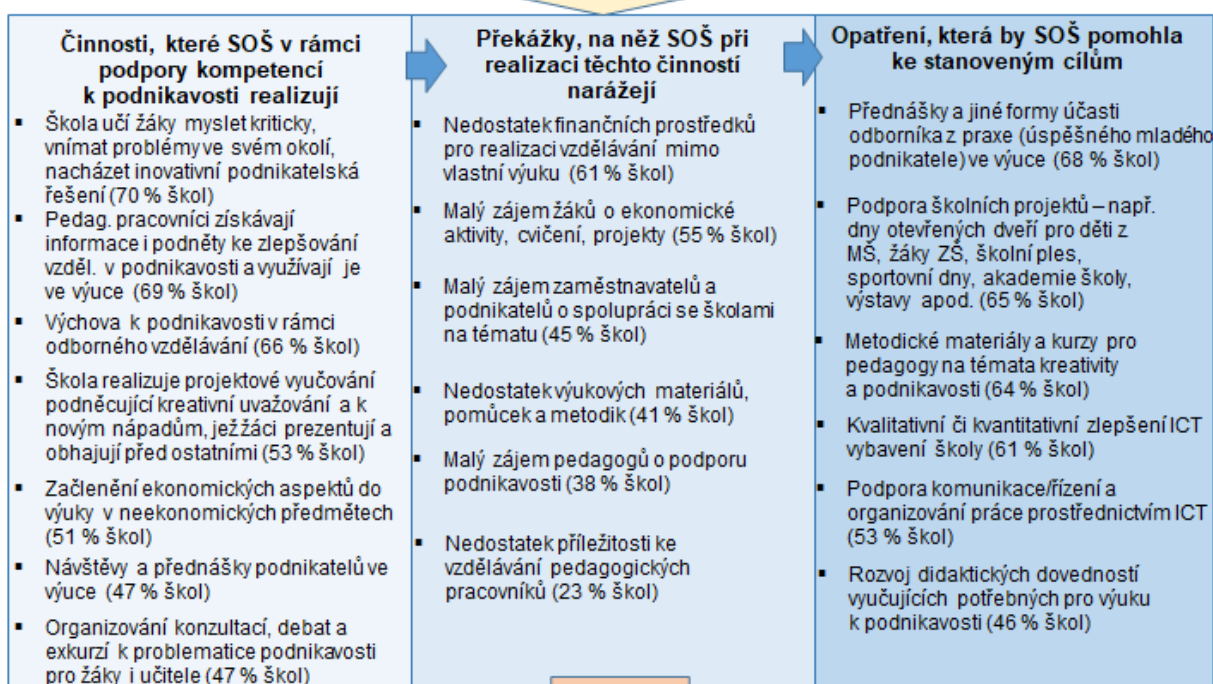 Činnosti, které SOŠ v rámci
podpory kompetencí
k podnikavosti realizují
▪ Škola učí žáky myslet kriticky,
vnímat problémy ve svém okolí,
nacházet inovativní podnikatelská
řešení (70 % škol)
▪ Pedag. pracovníci získávají
informace i podněty ke zlepšování
vzděl. v podnikavosti a využívají je
ve výuce (69 % škol)
▪ Výchova k podnikavosti v rámci
odborného vzdělávání (66 % škol)
▪ Škola realizuje projektové vyučování
podněcující kreativní uvažování a k
novým nápadům, jež žáci prezentují a
obhajují před ostatními (53 % škol)
▪ Začlenění ekonomických aspektů do
výuky v neekonomických předmětech
(51 % škol)
▪ Návštěvy a přednášky podnikatelů ve
výuce (47 % škol)
▪ Organizování konzultací, debat a
exkurzí k problematice podnikavosti
pro žáky i učitele (47 % škol)
Překážky, na něž SOŠ při
realizaci těchto činností
narážejí
▪ Nedostatek finančních prostředků
pro realizaci vzdělávání mimo
vlastní výuku (61 % škol)
▪ Malý zájem žáků o ekonomické
aktivity, cvičení, projekty (55 % škol)
▪ Malý zájem zaměstnavatelů a
podnikatelů o spolupráci se školami
na tématu (45 % škol)
▪ Nedostatek výukových materiálů,
pomůcek a metodik (41 % škol)
▪ Malý zájem pedagogů o podporu
podnikavosti (38 % škol)
▪ Nedostatek příležitosti ke
vzdělávání pedagogických
pracovníků (23 % škol)
Opatření, která by SOŠ pomohla
ke stanoveným cílům
▪ Přednášky a jiné formy účasti
odborníka z praxe (úspěšného mladého
podnikatele) ve výuce (68 % škol)
▪ Podpora školních projektů – např.
dny otevřených dveří pro děti z
MŠ, žáky ZŠ, školní ples,
sportovní dny, akademie školy,
výstavy apod. (65 % škol)
▪ Metodické materiály a kurzy pro
pedagogy na témata kreativity
a podnikavosti (64 % škol)
▪ Kvalitativní či kvantitativní zlepšení ICT
vybavení školy (61 % škol)
▪ Podpora komunikace/řízení a
organizování práce prostřednictvím ICT
(53 % škol)
▪ Rozvoj didaktických dovedností
vyučujících potřebných pro výuku
k podnikavosti (46 % škol)